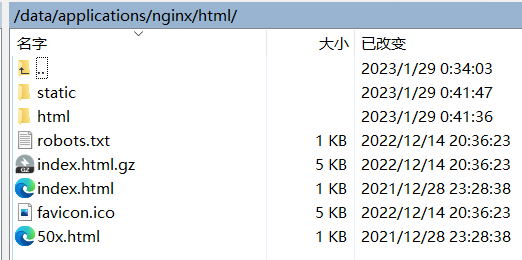 /data/applications/nginx/html/
名字 大小 已改变
.. 2023/1/29 0:34:03
static 2023/1/29 0:41:47
html 2023/1/29 0:41:36
robots.txt 1 KB 2022/12/14 20:36:23
GZ index.html.gz 5 KB 2022/12/14 20:36:23
index.html 1 KB 2021/12/28 23:28:38
favicon.ico 5 KB 2022/12/14 20:36:23
50x.html 1 KB 2021/12/28 23:28:38